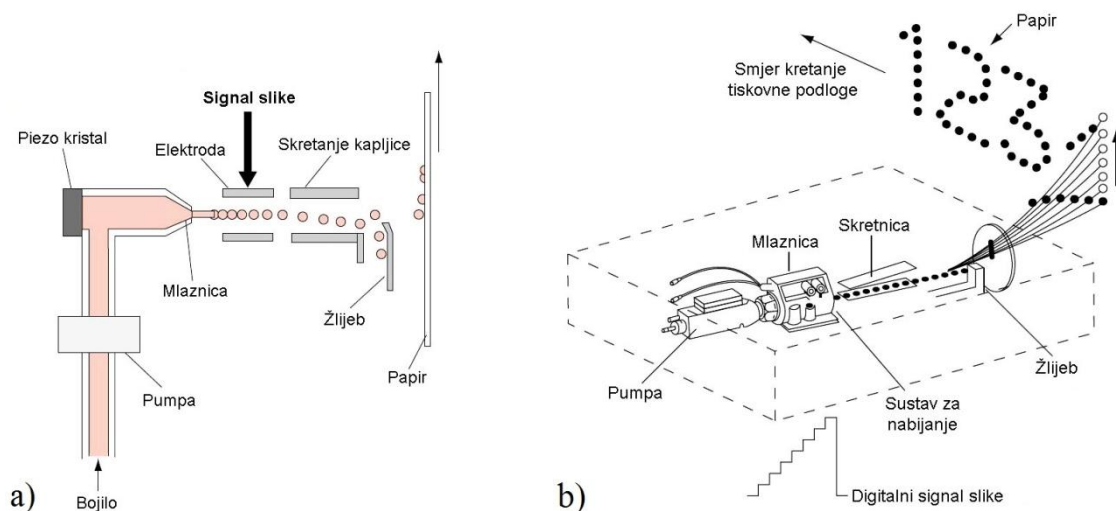 Signal slike
Piezo kristal
Elektroda
Skretanje kapljice
Mlaznica
Žlijeb
Papir
Pumpa
Bojilo
a)
Papir
Smjer kretanje
tiskovne podloge
Skretnica
Mlaznica
Pumpa
Žlijeb
Sustav za
nabijanje
Digitalni signal slike
b)